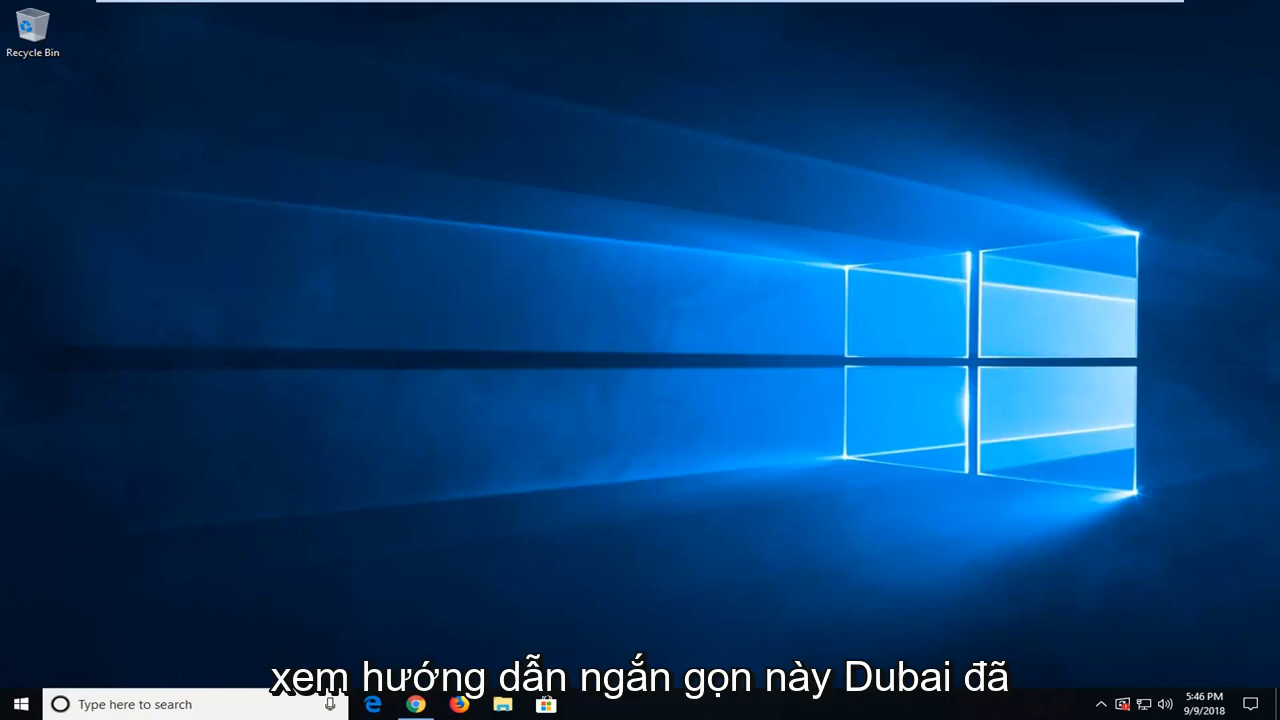 Recycle Bin
xem hướng dẫn ngắn gọn này Dubai đã
Type here to search
5:46 PM
9/9/2018